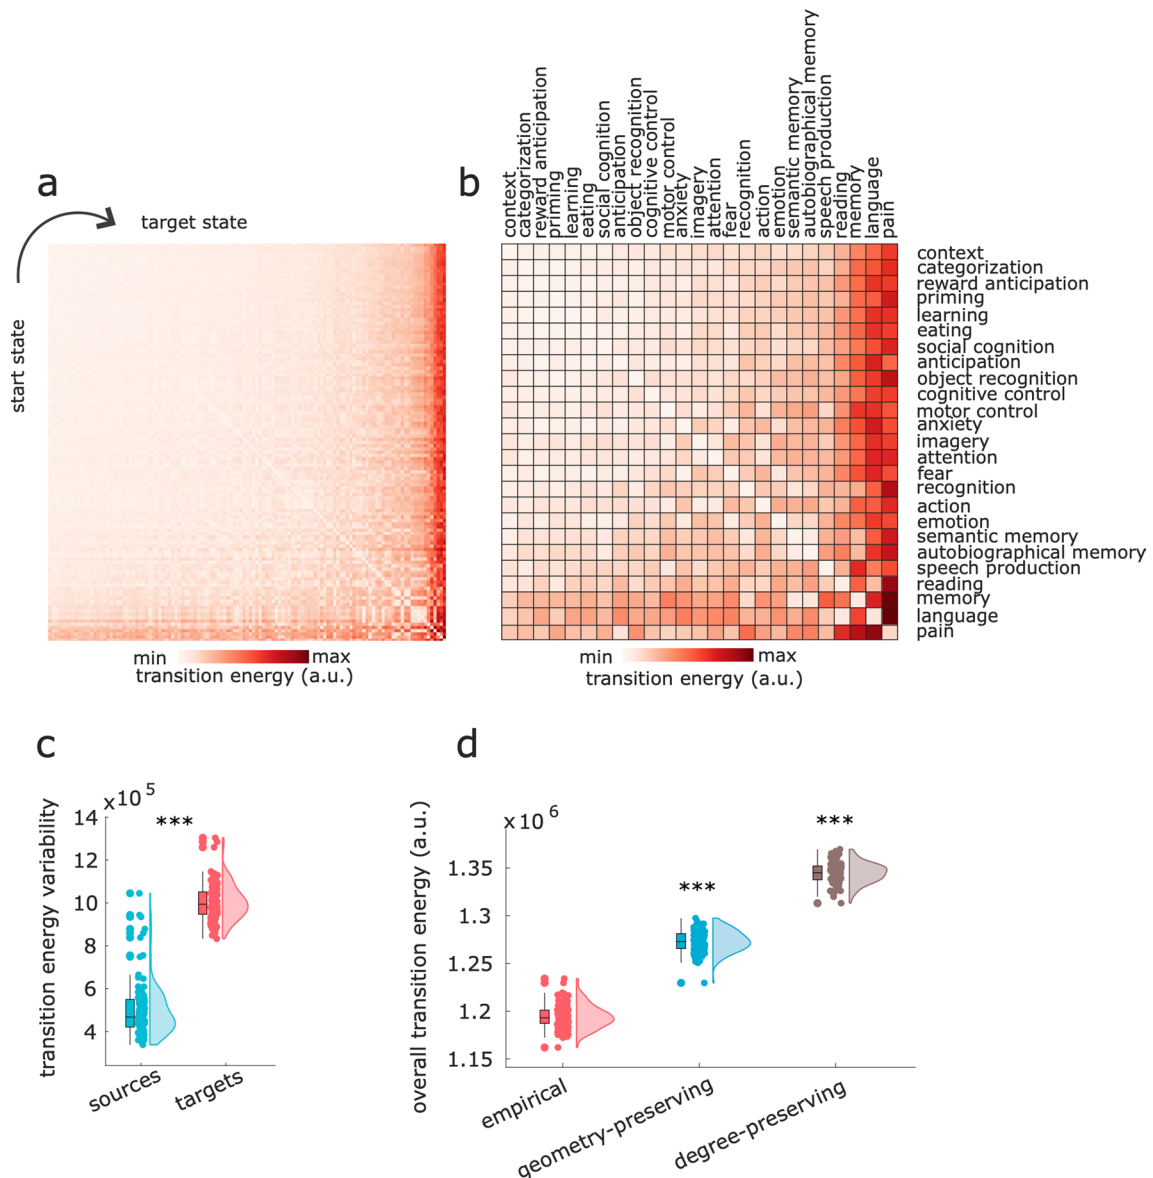 a
target state
start state
min
max
transition energy (a.u.)
b
context
categorization
reward anticipation
priming
learning
eating
social cognition
anticipation
object recognition
cognitive control
motor control
anxiety
imagery
attention
fear
recognition
action
emotion
semantic memory
autobiographical memory
speech production
reading
memory
language
pain
context
categorization
reward anticipation
priming
learning
eating
social cognition
anticipation
object recognition
cognitive control
motor control
anxiety
imagery
attention
fear
recognition
action
emotion
semantic memory
autobiographical memory
speech production
reading
memory
language
pain
min
max
transition energy (a.u.)
c
transition energy variability
x10 5
14
12
10
8
6
4
***
sources
targets
d
overall transition energy (a.u.)
x 10 6
1.35
1.3
1.25
1.2
1.15
***
***
empirical
geometry-preserving
degree-preserving